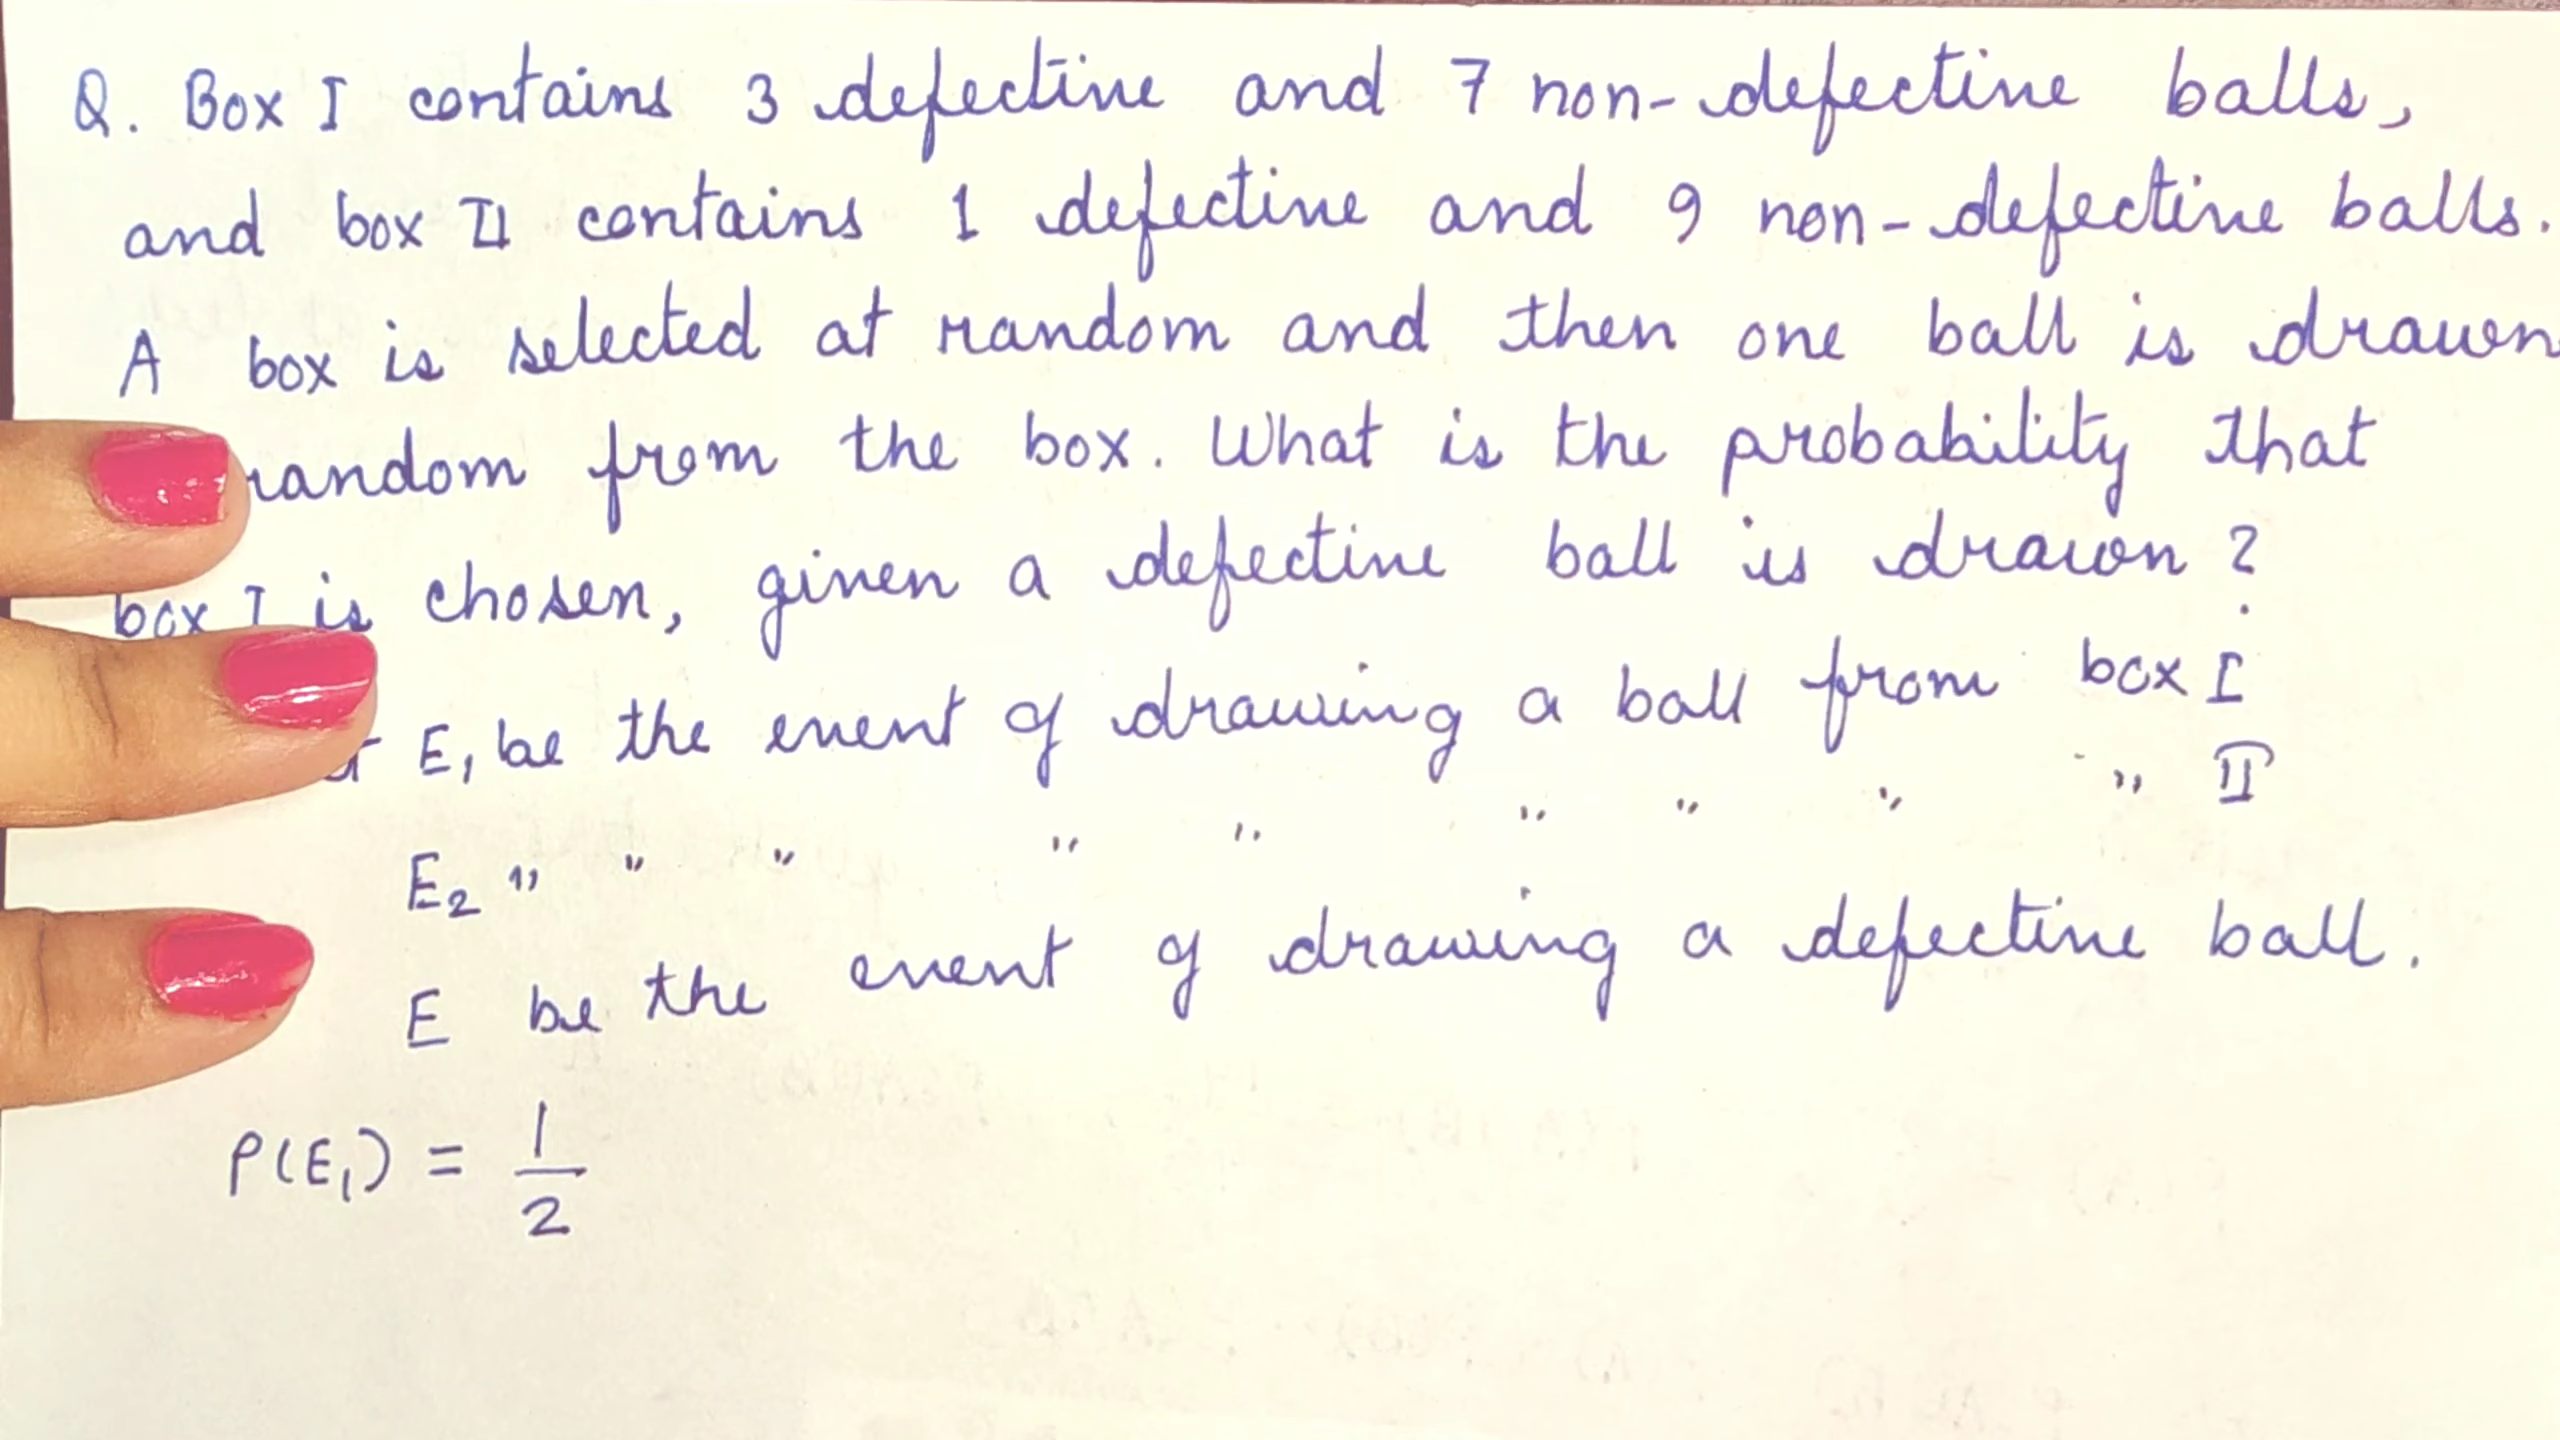 Q. Box I contains 3 defective and 7 non-defective balls,
and box II contains 1 defective and 9 non-defective balls.
A box is selected at random and then one ball is drawn
random from the box. What is the probability that
box I is chosen, given a defective ball is drawn?
E₁ be the event of drawing a ball from box I
E₂ " " " " " " " " " II
E be the event of drawing a defective ball.
P(E₁) = 1/2